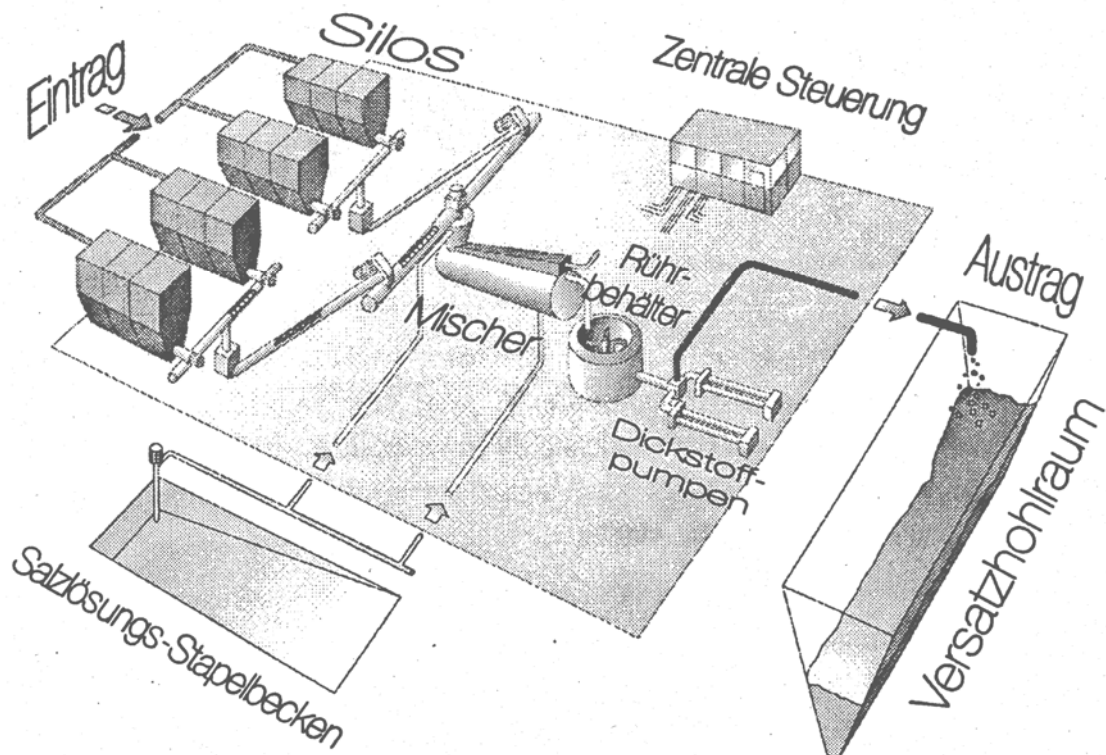 Eintrag
Silos
Zentrale Steuerung
Mischer
Rühr-
behälter
Dickstoff-
pumpen
Austrag
Versatzhohlraum
Salzlösungs-Stapelbecken